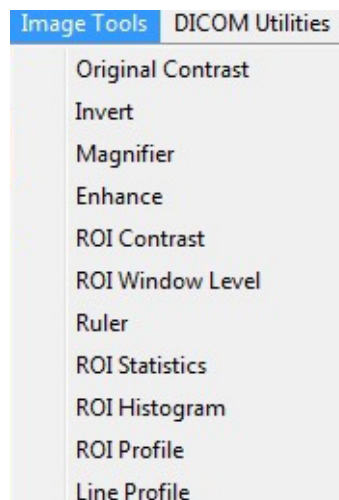 Image Tools DICOM Utilities
Original Contrast
Invert
Magnifier
Enhance
ROI Contrast
ROI Window Level
Ruler
ROI Statistics
ROI Histogram
ROI Profile
Line Profile